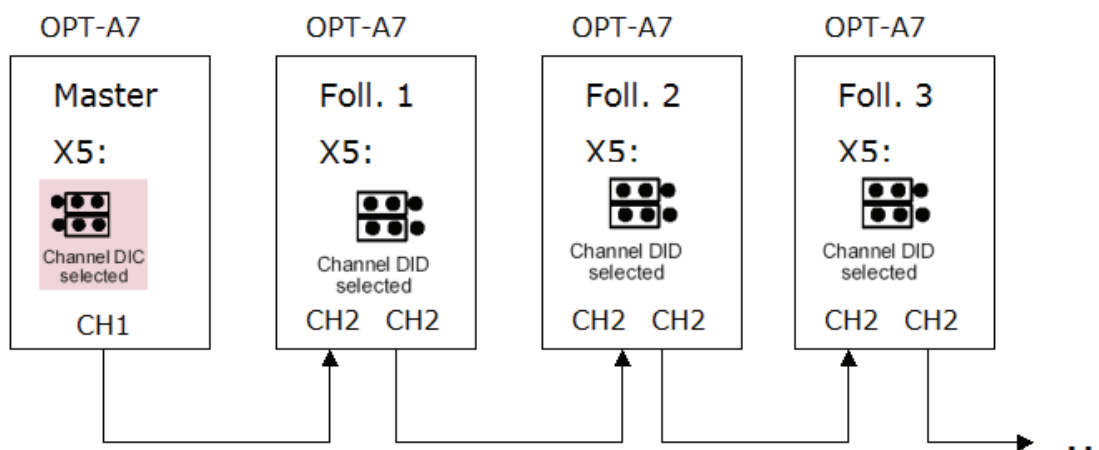 OPT-A7
OPT-A7
OPT-A7
OPT-A7
Master
Foll. 1
Foll. 2
Foll. 3
X5:
X5:
X5:
X5:
Channel DIC
selected
Channel DID
selected
Channel DID
selected
Channel DID
selected
CH1
CH2 CH2
CH2 CH2
CH2 CH2
..